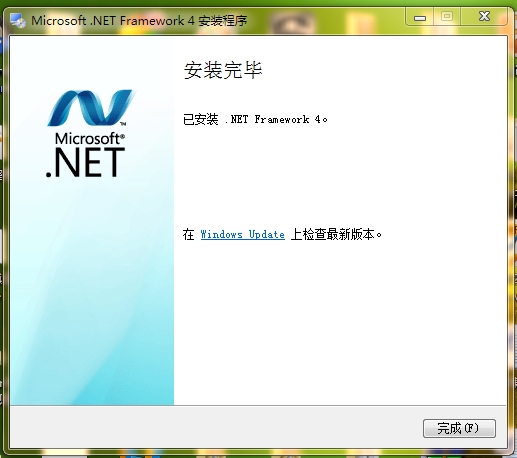 Microsoft .NET Framework 4 安装程序
安装完毕
已安装 .NET Framework 4。
Microsoft®
.NET
TM
在 Windows Update 上检查最新版本。
完成(F)